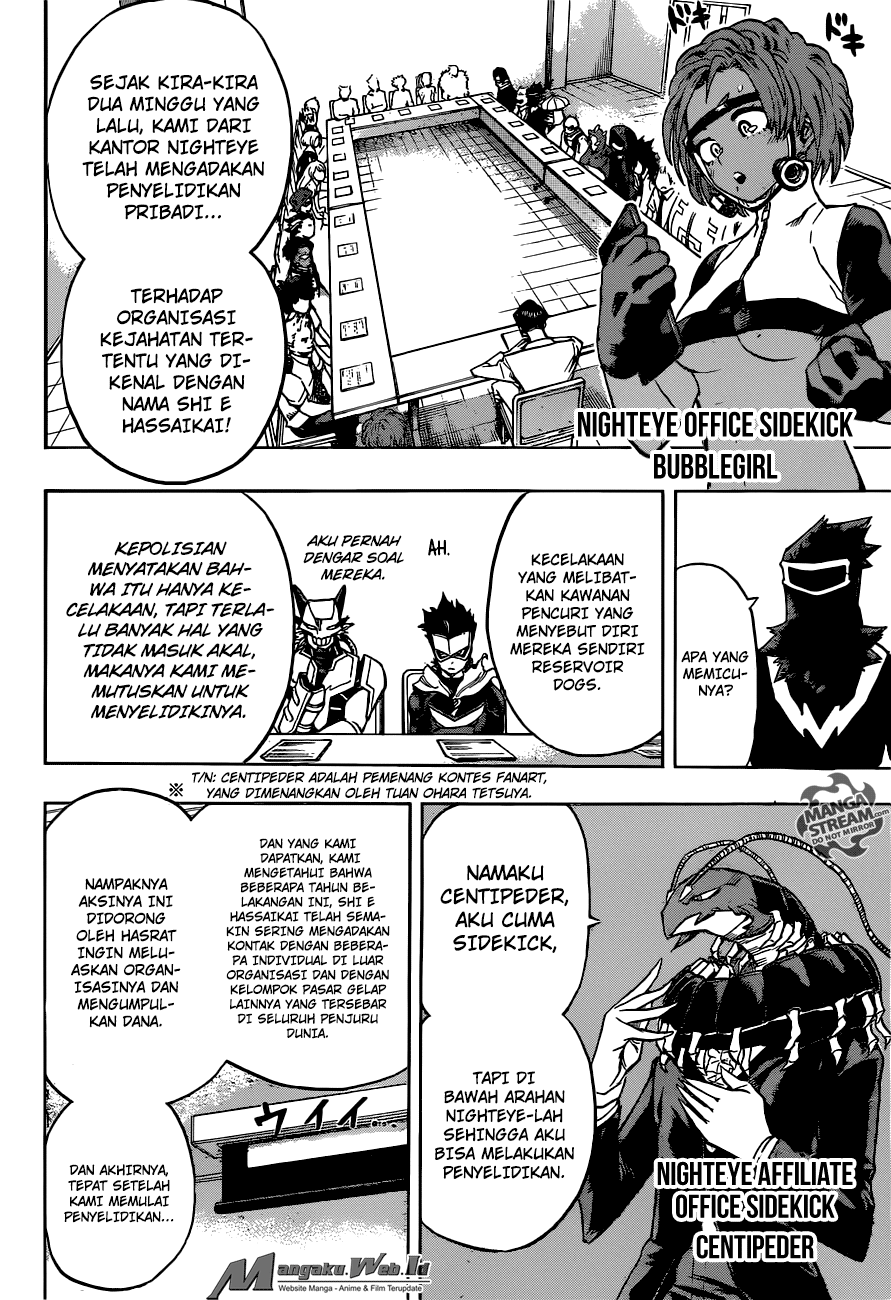 ドキ
ドキ
SEJAK KIRA-KIRA
DUA MINGGU YANG
LALU, KAMI DARI
KANTOR NIGHTEYE
TELAH MENGADAKAN
PENYELIDIKAN
PRIBADI...
TERHADAP
ORGANISASI
KEJAHATAN TER-
TENTU YANG DI-
KENAL DENGAN
NAMA SHI E
HASSAIKAI!
NIGHTEYE OFFICE SIDEKICK
BUBBLEGIRL
APA YANG
MEMICU-
NYA?
KECELAKAAN
YANG MELIBAT-
KAN KAWANAN
PENCURI YANG
MENYEBUT DIRI
MEREKA SENDIRI
RESERVOIR
DOGS.
AH.
AKU PERNAH
DENGAR SOAL
MEREKA.
KEPOLISIAN
MENYATAKAN BAH-
WA ITU HANYA KE-
CELAKAAN, TAPI TERLA-
LU BANYAK HAL YANG
TIDAK MASUK AKAL,
MAKANYA KAMI ME-
MUTUSKAN UNTUK
MENYELIDIKINYA.
※ T/N: CENTIPEDER ADALAH PEMENANG KONTES FANART,
YANG DIMENANGKAN OLEH TUAN OHARA TETSUYA.
MANGA
STREAM.com
DO NOT MIRROR
NAMAKU
CENTIPEDER,
AKU CUMA
SIDEKICK,
TAPI DI
BAWAH ARAHAN
NIGHTEYE-LAH
SEHINGGA AKU
BISA MELAKUKAN
PENYELIDIKAN.
NIGHTEYE AFFILIATE
OFFICE SIDEKICK
CENTIPEDER
DAN YANG KAMI
DAPATKAN, KAMI
MENGETAHUI BAHWA
BEBERAPA TAHUN BE-
LAKANGAN INI, SHI E
HASSAIKAI TELAH SEMA-
KIN SERING MENGADAKAN
KONTAK DENGAN BEBERA-
PA INDIVIDUAL DI LUAR
ORGANISASI DAN DENGAN
KELOMPOK PASAR GELAP
LAINNYA YANG TERSEBAR
DI SELURUH PENJURU
DUNIA.
NAMPAKNYA
AKSINYA INI
DIDORONG
OLEH HASRAT
INGIN MELU-
ASKAN ORGAN-
ISASINYA DAN
MENGUMPUL-
KAN DANA.
ウイイ...
DAN AKHIRNYA,
TEPAT SETELAH
KAMI MEMULAI
PENYELIDIKAN...
Mangaku.Web.Id
Website Manga - Anime & Film Terupdate